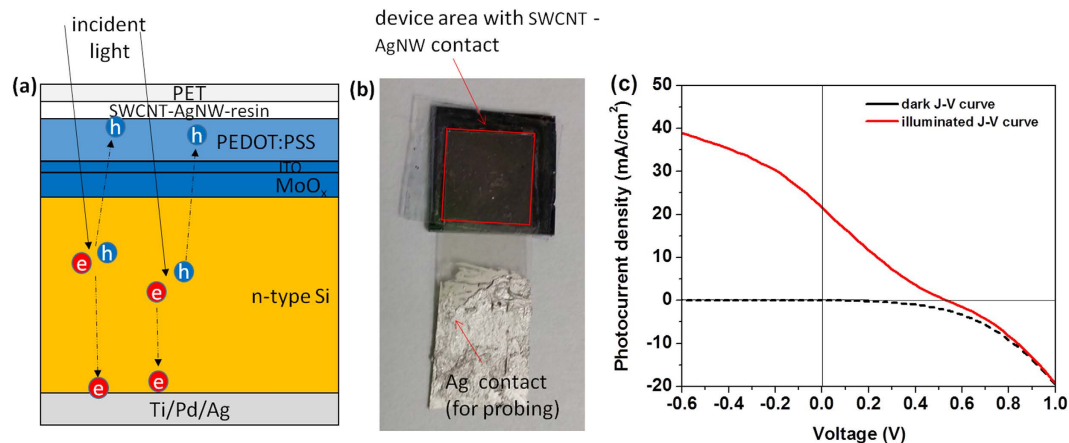 incident
light
(a)
PET
SWCNT-AgNW-resin
h
h
PEDOT:PSS
ITO
MoOx
h
e
h
e
n-type Si
e
e
Ti/Pd/Ag
device area with SWCNT -
AgNW contact
(b)
Ag contact
(for probing)
(c)
Photocurrent density (mA/cm²)
50
40
30
20
10
0
-10
-20
dark J-V curve
illuminated J-V curve
-0.6 -0.4 -0.2 0.0 0.2 0.4 0.6 0.8 1.0
Voltage (V)